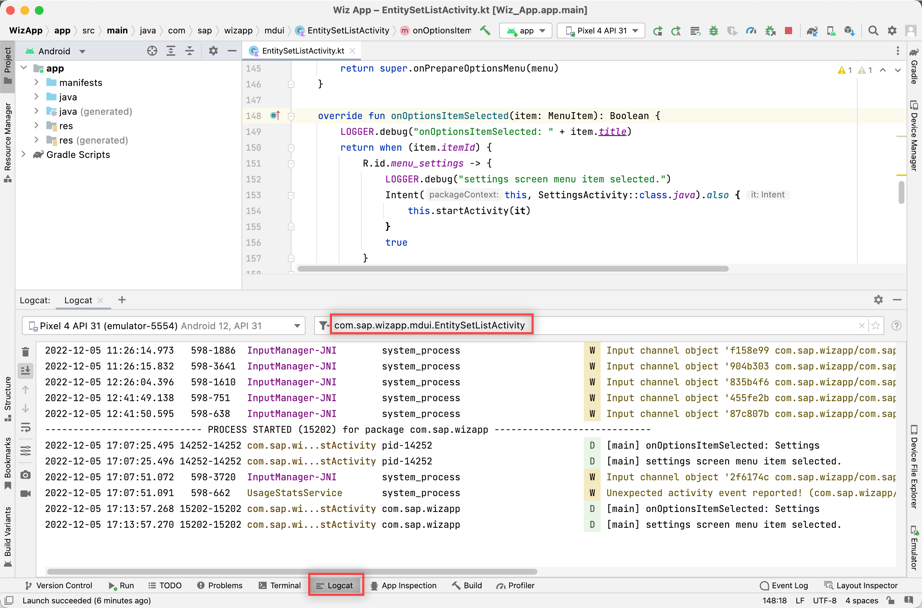 Wiz App – EntitySetListActivity.kt [Wiz_App.app.main]
WizApp app src main java com sap wizapp mdui EntitySetListActivity onOptionsItem app Pixel 4 API 31
Android
EntitySetListActivity.kt
app
manifests
java
java (generated)
res
res (generated)
Gradle Scripts
Project
Resource Manager
Structure
Bookmarks
Build Variants
Gradle
Device Manager
Device File Explorer
Emulator
1 1
145 return super.onPrepareOptionsMenu(menu)
146 }
147
148 override fun onOptionsItemSelected(item: MenuItem): Boolean {
149 LOGGER.debug("onOptionsItemSelected: " + item.title)
150 return when (item.itemId) {
151 R.id.menu_settings -> {
152 LOGGER.debug("settings screen menu item selected.")
153 Intent( packageContext: this, SettingsActivity::class.java).also { it: Intent
154 this.startActivity(it)
155 }
156 true
157 }
158
Logcat: Logcat +
Pixel 4 API 31 (emulator-5554) Android 12, API 31
com.sap.wizapp.mdui.EntitySetListActivity
2022-12-05 11:26:14.973 598-1886 InputManager-JNI system_process W Input channel object 'f158e99 com.sap.wizapp/com.sap
2022-12-05 11:26:15.832 598-3641 InputManager-JNI system_process W Input channel object '904b303 com.sap.wizapp/com.sap
2022-12-05 12:26:04.396 598-1610 InputManager-JNI system_process W Input channel object '835b4f6 com.sap.wizapp/com.sap
2022-12-05 12:41:49.138 598-751 InputManager-JNI system_process W Input channel object '455fe2b com.sap.wizapp/com.sap
2022-12-05 12:41:50.595 598-638 InputManager-JNI system_process W Input channel object '87c807b com.sap.wizapp/com.sap
--------------------------- PROCESS STARTED (15202) for package com.sap.wizapp ---------------------------
2022-12-05 17:07:25.495 14252-14252 com.sap.wi...stActivity pid-14252 D [main] onOptionsItemSelected: Settings
2022-12-05 17:07:25.496 14252-14252 com.sap.wi...stActivity pid-14252 D [main] settings screen menu item selected.
2022-12-05 17:07:51.072 598-3720 InputManager-JNI system_process W Input channel object '2f6174c com.sap.wizapp/com.sap
2022-12-05 17:07:51.091 598-662 UsageStatsService system_process W Unexpected activity event reported! (com.sap.wizapp/
2022-12-05 17:13:57.268 15202-15202 com.sap.wi...stActivity com.sap.wizapp D [main] onOptionsItemSelected: Settings
2022-12-05 17:13:57.270 15202-15202 com.sap.wi...stActivity com.sap.wizapp D [main] settings screen menu item selected.
Version Control Run TODO Problems Terminal Logcat App Inspection Build Profiler Event Log Layout Inspector
Launch succeeded (6 minutes ago) 148:18 LF UTF-8 4 spaces